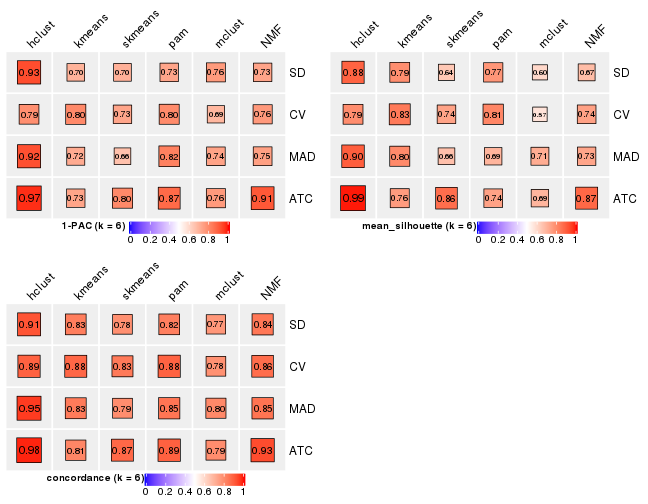 hclust kmeans skmeans pam mclust NMF
0.93 0.70 0.70 0.73 0.76 0.73 SD
0.79 0.80 0.73 0.80 0.69 0.76 CV
0.92 0.72 0.66 0.82 0.74 0.75 MAD
0.97 0.73 0.80 0.87 0.76 0.91 ATC
1-PAC (k = 6) 0 0.2 0.4 0.6 0.8 1
hclust kmeans skmeans pam mclust NMF
0.88 0.79 0.64 0.77 0.60 0.67 SD
0.79 0.83 0.74 0.81 0.57 0.74 CV
0.90 0.80 0.66 0.69 0.71 0.73 MAD
0.99 0.76 0.86 0.74 0.69 0.87 ATC
mean_silhouette (k = 6) 0 0.2 0.4 0.6 0.8 1
hclust kmeans skmeans pam mclust NMF
0.91 0.83 0.78 0.82 0.77 0.84 SD
0.89 0.88 0.83 0.88 0.78 0.86 CV
0.95 0.83 0.79 0.85 0.80 0.85 MAD
0.98 0.81 0.87 0.89 0.79 0.93 ATC
concordance (k = 6) 0 0.2 0.4 0.6 0.8 1